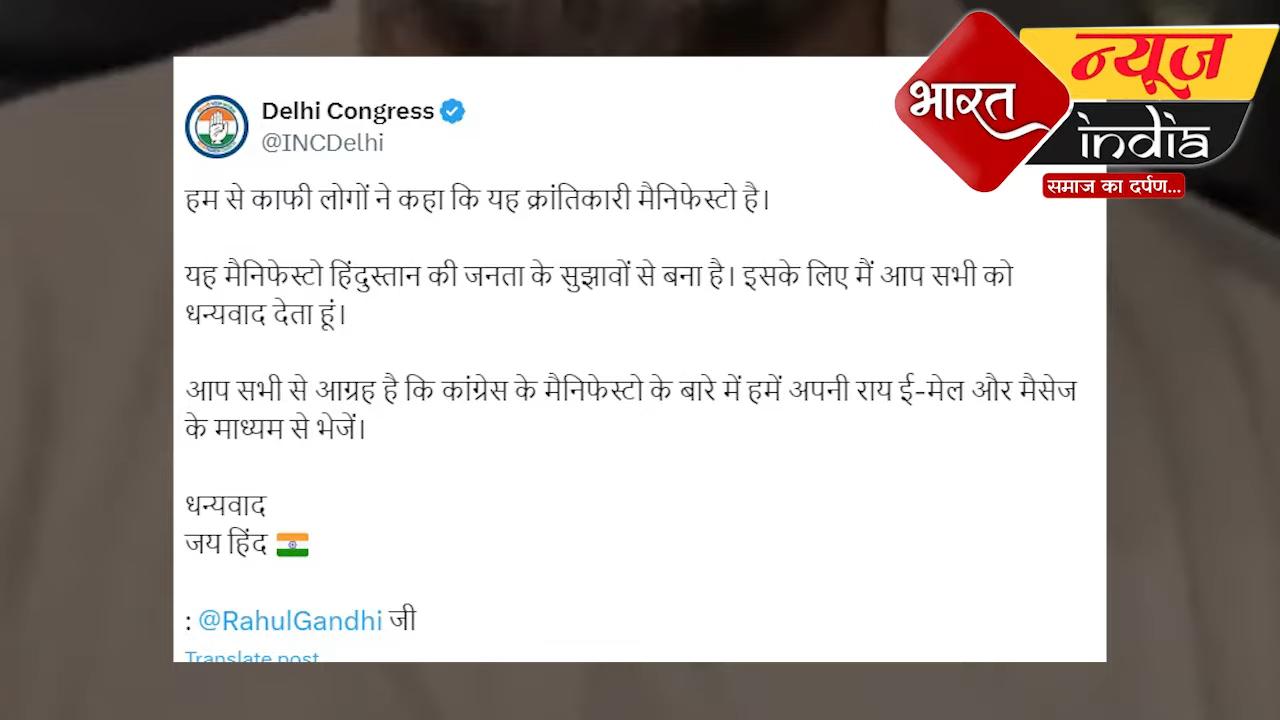 Delhi Congress
@INCDelhi
हम से काफी लोगों ने कहा कि यह क्रांतिकारी मैनिफेस्टो है।
यह मैनिफेस्टो हिंदुस्तान की जनता के सुझावों से बना है। इसके लिए मैं आप सभी को
धन्यवाद देता हूं।
आप सभी से आग्रह है कि कांग्रेस के मैनिफेस्टो के बारे में हमें अपनी राय ई-मेल और मैसेज
के माध्यम से भेजें।
धन्यवाद
जय हिंद
: @RahulGandhi जी
Translate post
भारत
न्यूज़
india
समाज का दर्पण...